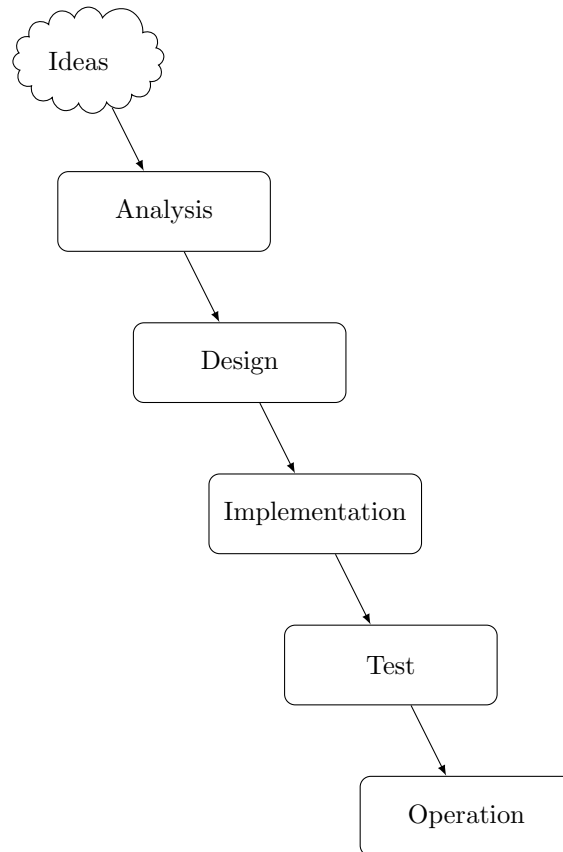 Ideas
Analysis
Design
Implementation
Test
Operation